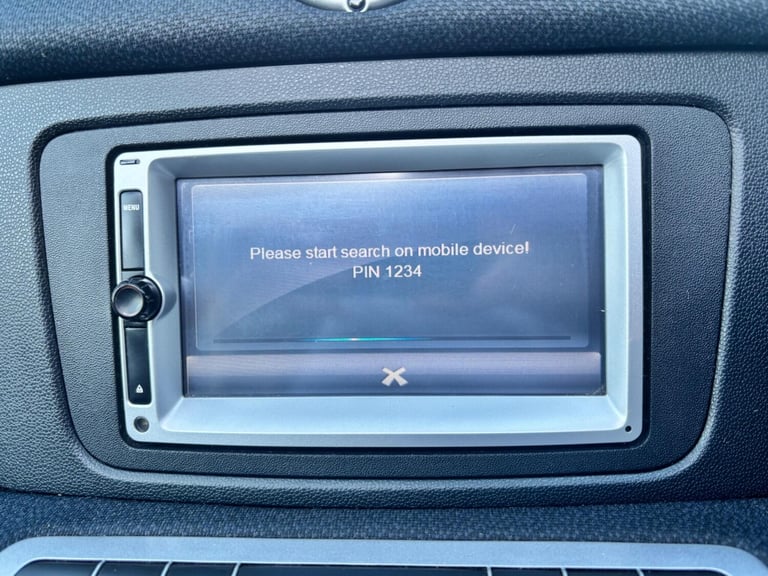 MENU
Please start search on mobile device!
PIN 1234